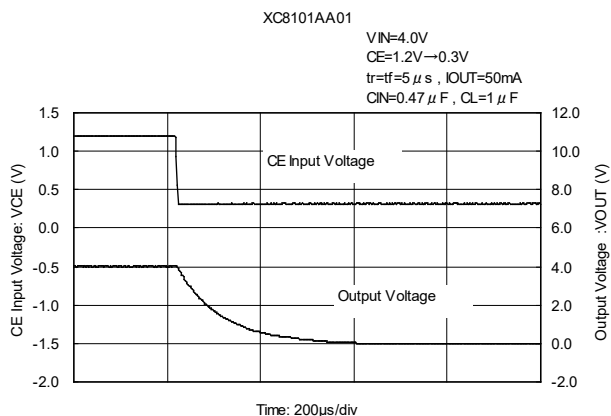 XC8101AA01
VIN=4.0V
CE=1.2V→0.3V
tr=tf=5μs , IOUT=50mA
CIN=0.47μF , CL=1μF
1.5
1.0
0.5
0.0
-0.5
-1.0
-1.5
-2.0
CE Input Voltage: VCE (V)
CE Input Voltage
Output Voltage
12.0
10.0
8.0
6.0
4.0
2.0
0.0
-2.0
Output Voltage :VOUT (V)
Time: 200μs/div